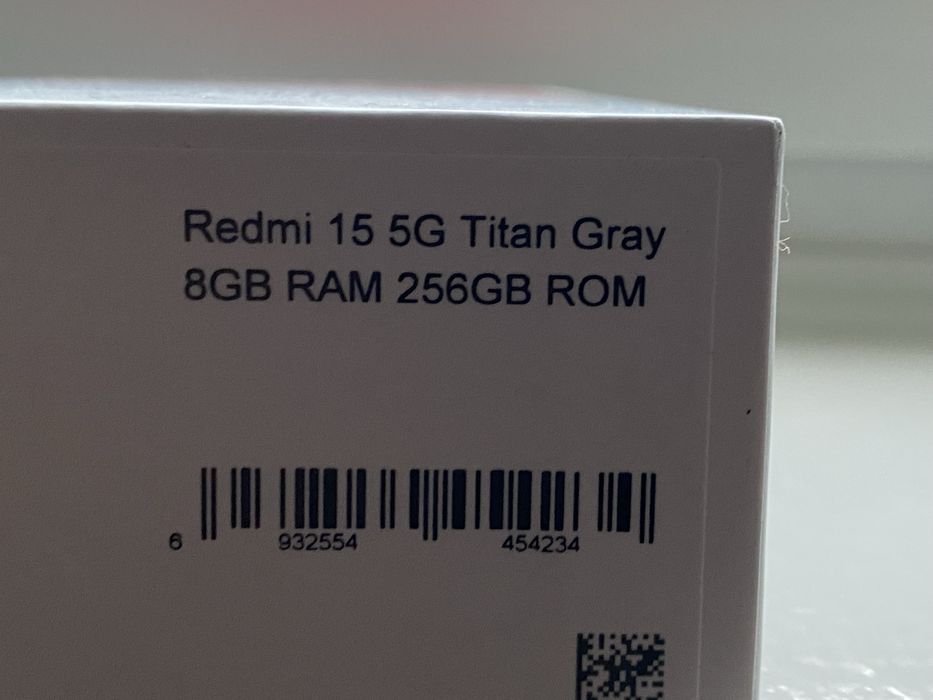 Redmi 15 5G Titan Gray
8GB RAM 256GB ROM
6 932554 454234